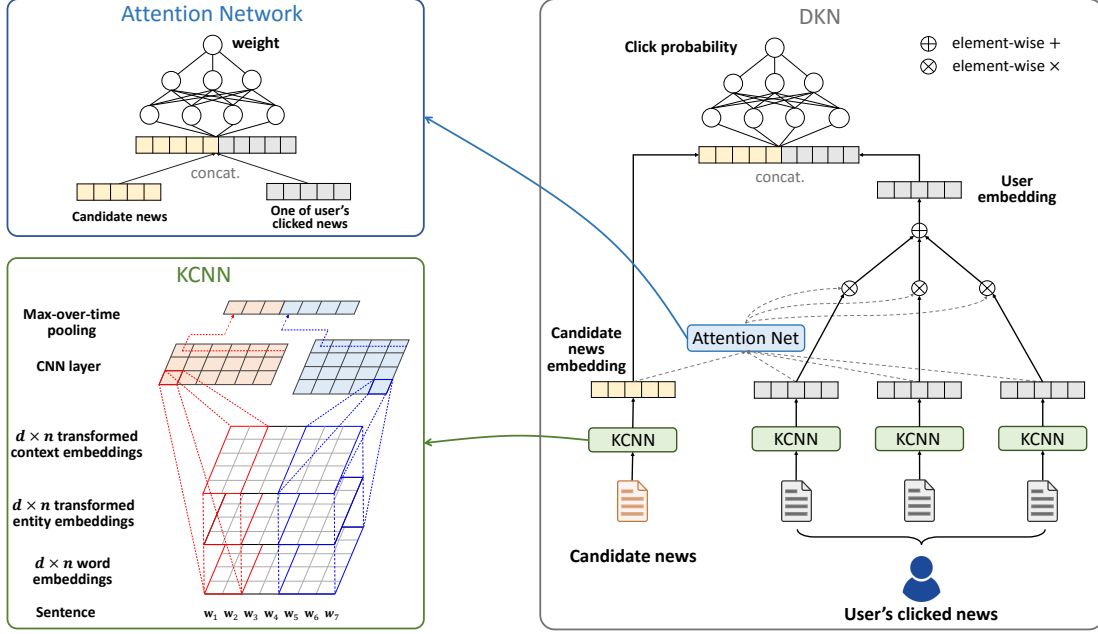 Attention Network
weight
concat.
Candidate news
One of user's
clicked news
KCNN
Max-over-time
pooling
CNN layer
d × n transformed
context embeddings
d × n transformed
entity embeddings
d × n word
embeddings
Sentence
w₁ w₂ w₃ w₄ w₅ w₆ w₇
DKN
Click probability
element-wise +
element-wise ×
concat.
User
embedding
Candidate
news
embedding
Attention Net
KCNN
KCNN
KCNN
KCNN
Candidate news
User's clicked news